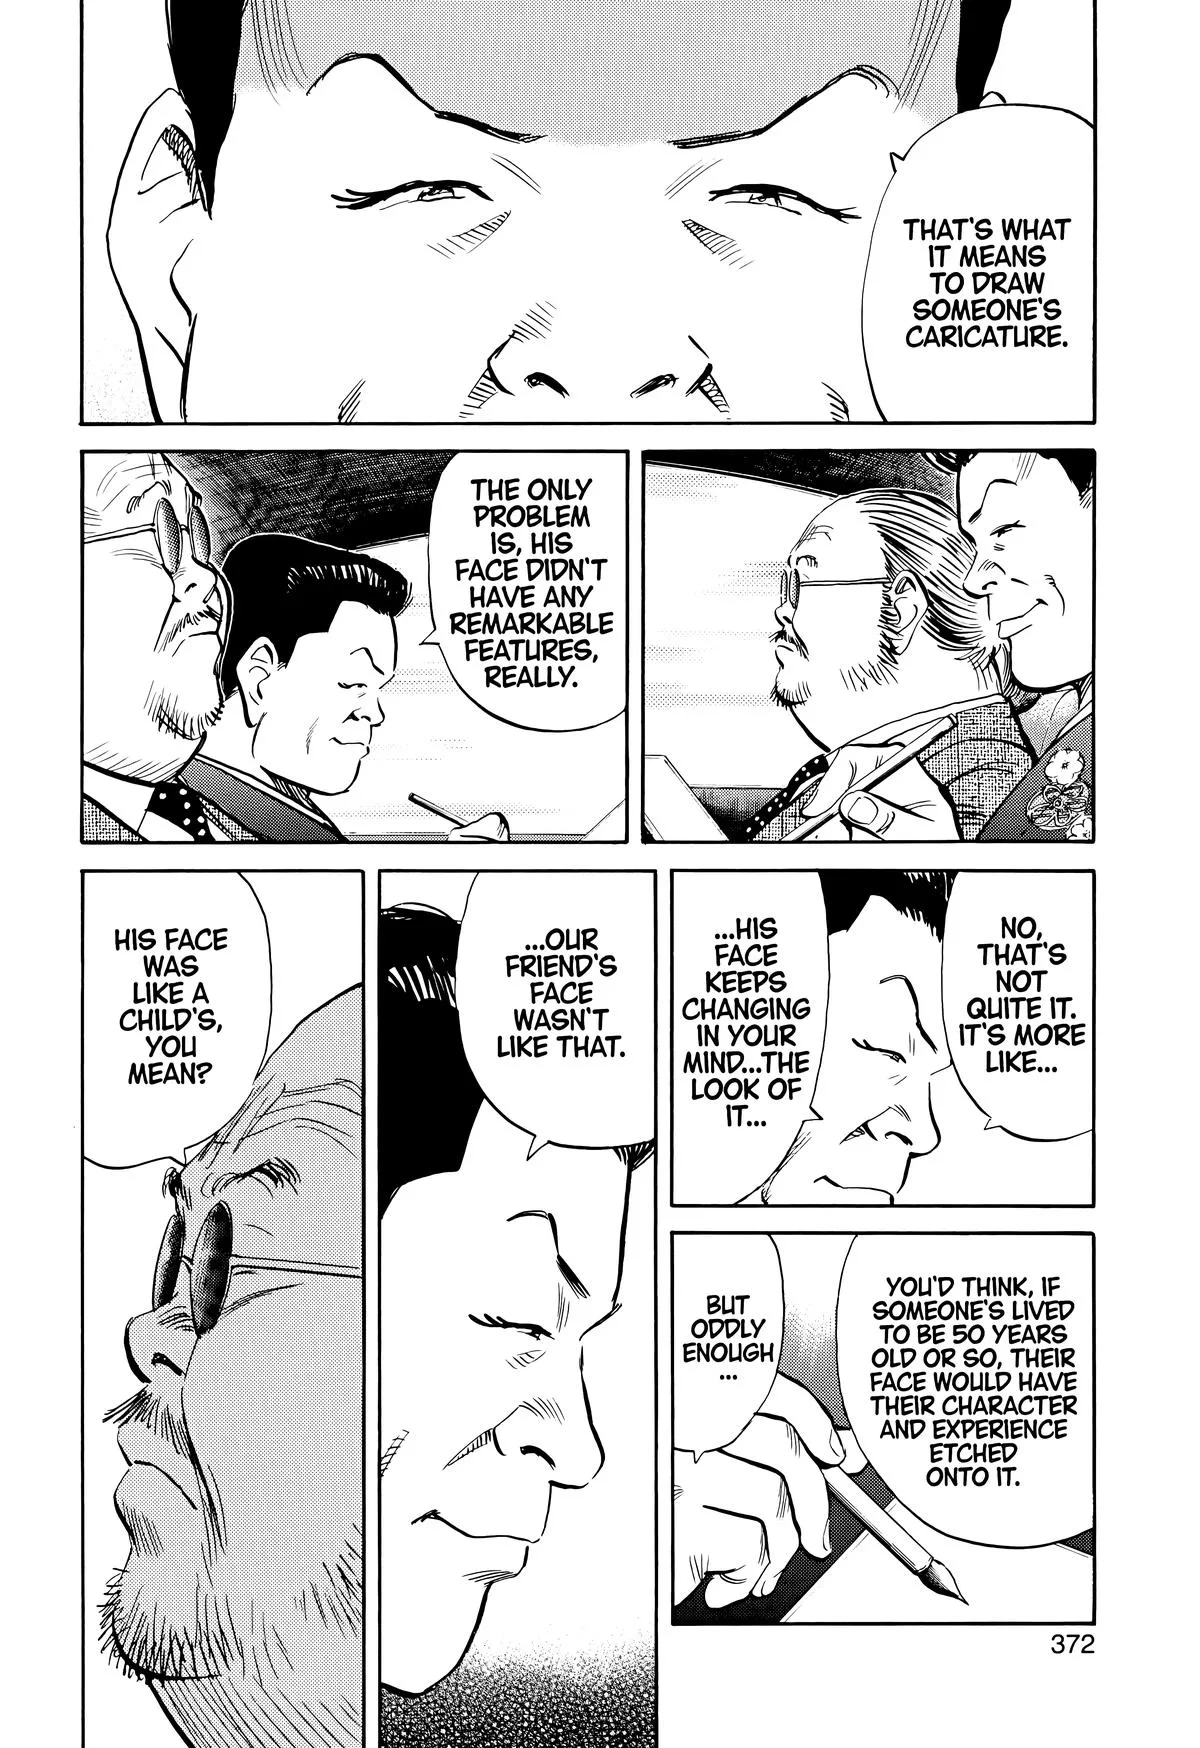 THAT'S WHAT
IT MEANS
TO DRAW
SOMEONE'S
CARICATURE.
THE ONLY
PROBLEM
IS, HIS
FACE DIDN'T
HAVE ANY
REMARKABLE
FEATURES,
REALLY.
NO,
THAT'S
NOT
QUITE IT.
IT'S MORE
LIKE...
...HIS
FACE
KEEPS
CHANGING
IN YOUR
MIND...THE
LOOK OF
IT...
YOU'D THINK, IF
SOMEONE'S LIVED
TO BE 50 YEARS
OLD OR SO, THEIR
FACE WOULD HAVE
THEIR CHARACTER
AND EXPERIENCE
ETCHED
ONTO IT.
BUT
ODDLY
ENOUGH
...
...OUR
FRIEND'S
FACE
WASN'T
LIKE THAT.
HIS FACE
WAS
LIKE A
CHILD'S,
YOU
MEAN?
372